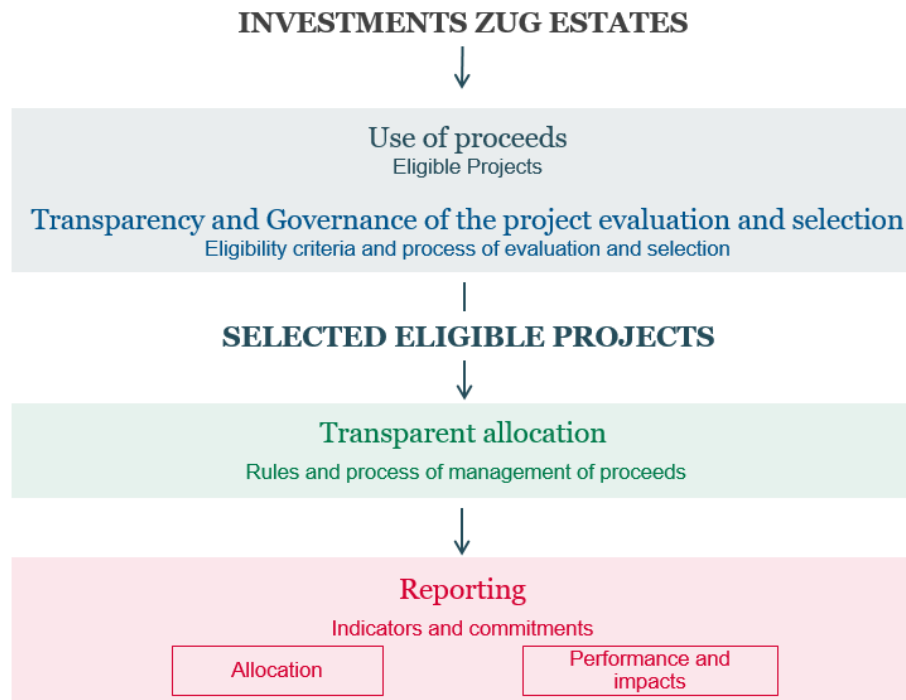 INVESTMENTS ZUG ESTATES
Use of proceeds
Eligible Projects
Transparency and Governance of the project evaluation and selection
Eligibility criteria and process of evaluation and selection
SELECTED ELIGIBLE PROJECTS
Transparent allocation
Rules and process of management of proceeds
Reporting
Indicators and commitments
Allocation
Performance and
impacts